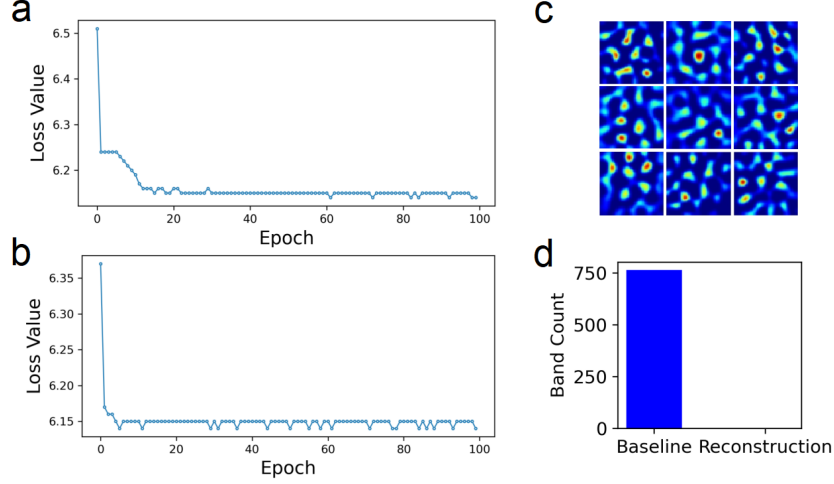 a
6.5
6.4
6.3
6.2
Loss Value
0 20 40 60 80 100
Epoch
b
6.35
6.30
6.25
6.20
6.15
Loss Value
0 20 40 60 80 100
Epoch
c
d
750
500
250
0
Band Count
Baseline Reconstruction